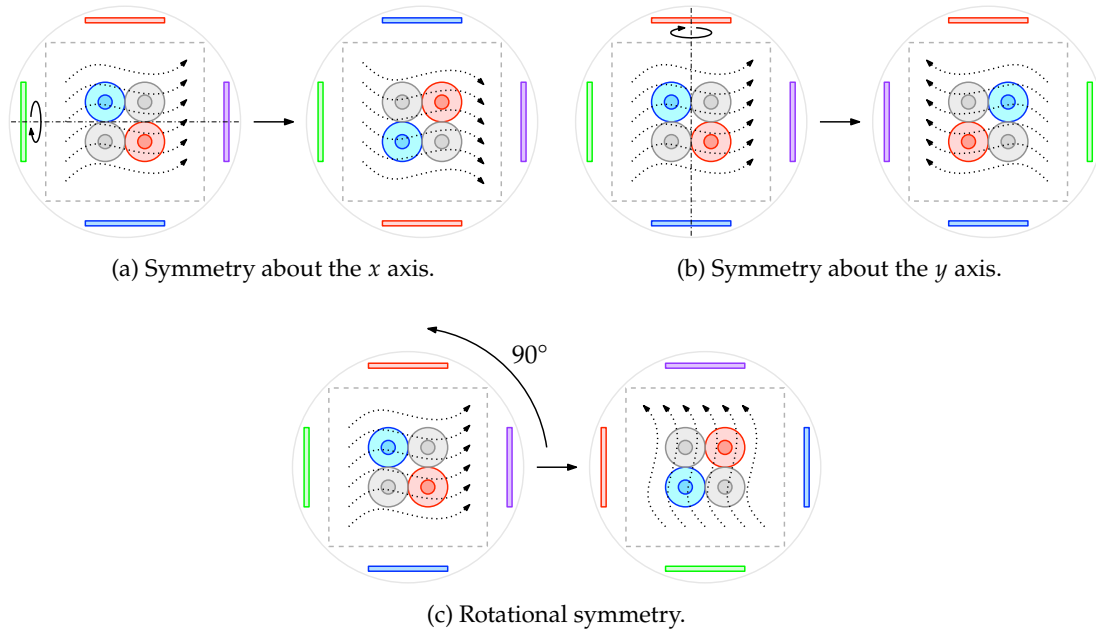 (a) Symmetry about the x axis.
(b) Symmetry about the y axis.
90°
(c) Rotational symmetry.